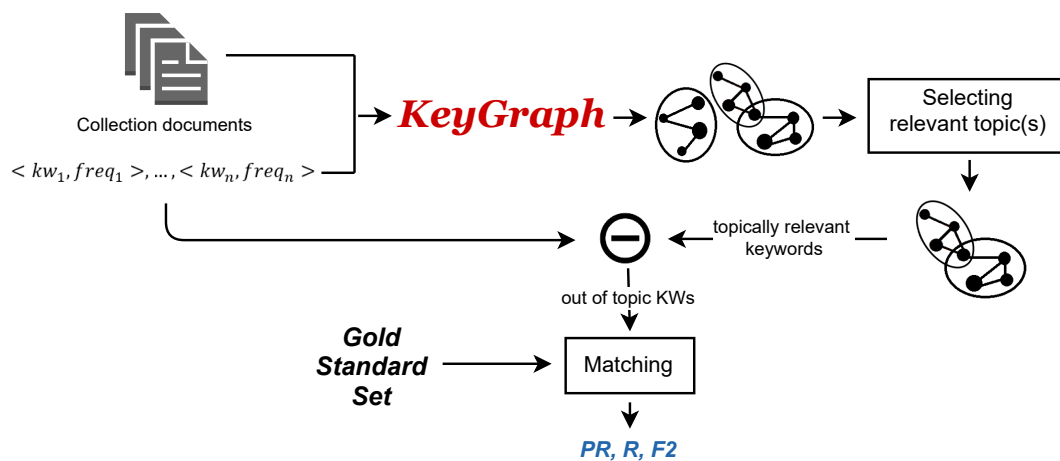 Collection documents
< kw₁, freq₁ >, ..., < kwₙ, freqₙ >
KeyGraph
Selecting
relevant topic(s)
topically relevant
keywords
out of topic KWs
Gold
Standard
Set
Matching
PR, R, F2